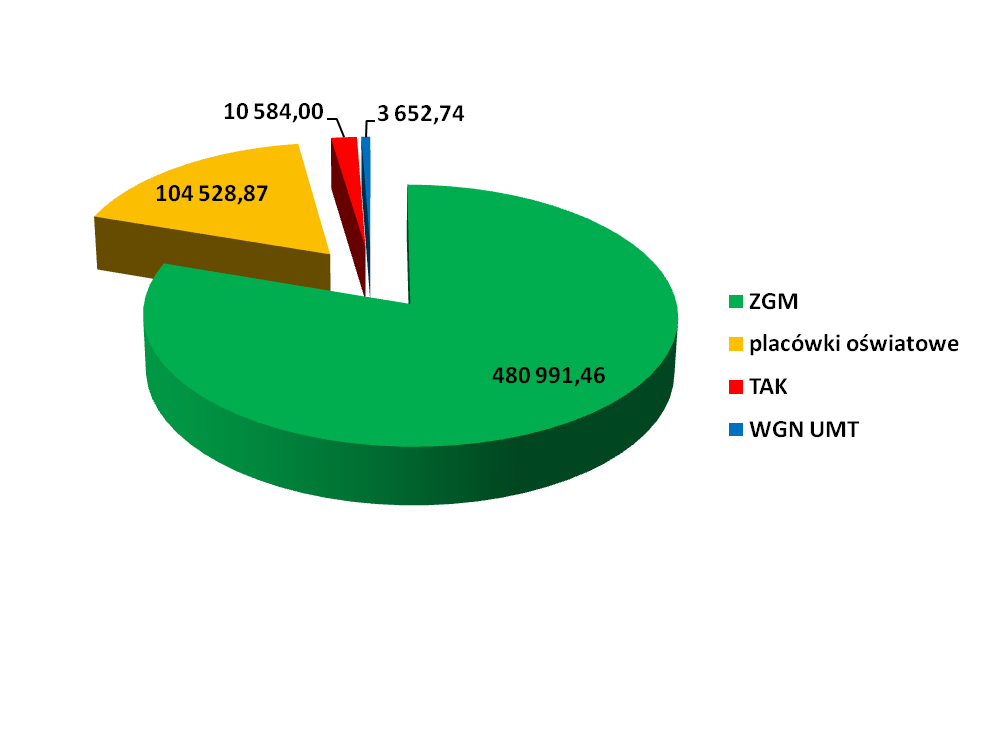 10 584,00
3 652,74
104 528,87
480 991,46
ZGM
placówki oświatowe
TAK
WGN UMT